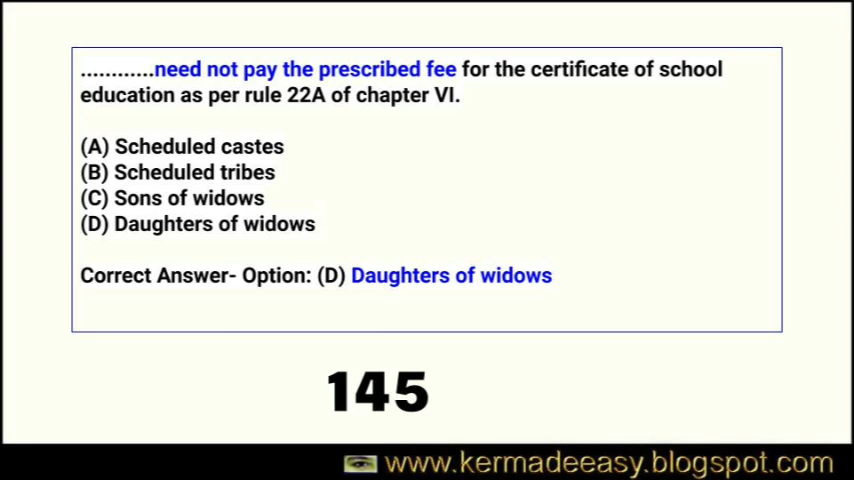 ............need not pay the prescribed fee for the certificate of school
education as per rule 22A of chapter VI.
(A) Scheduled castes
(B) Scheduled tribes
(C) Sons of widows
(D) Daughters of widows
Correct Answer- Option: (D) Daughters of widows
145
www.kermadeeasy.blogspot.com